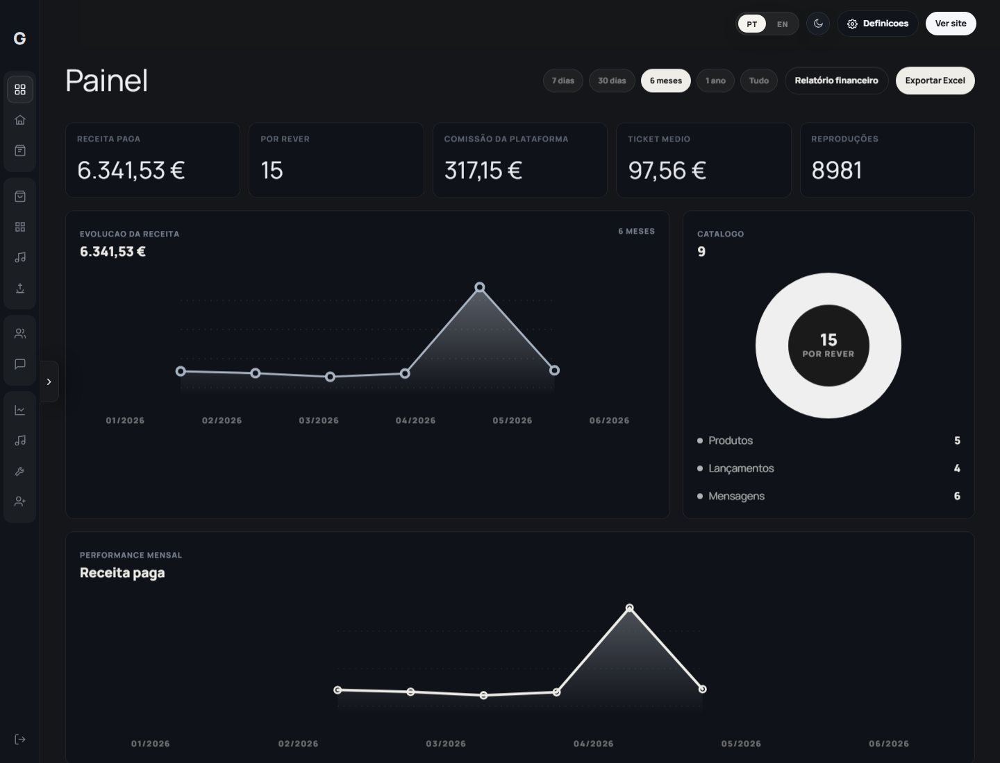 G
PT EN Definicoes Ver site
Painel
7 dias 30 dias 6 meses 1 ano Tudo Relatório financeiro Exportar Excel
RECEITA PAGA
6.341,53 €
POR REVER
15
COMISSÃO DA PLATAFORMA
317,15 €
TICKET MEDIO
97,56 €
REPRODUÇÕES
8981
EVOLUCAO DA RECEITA
6.341,53 €
6 MESES
01/2026 02/2026 03/2026 04/2026 05/2026 06/2026
CATALOGO
9
15
POR REVER
Produtos 5
Lançamentos 4
Mensagens 6
PERFORMANCE MENSAL
Receita paga
01/2026 02/2026 03/2026 04/2026 05/2026 06/2026